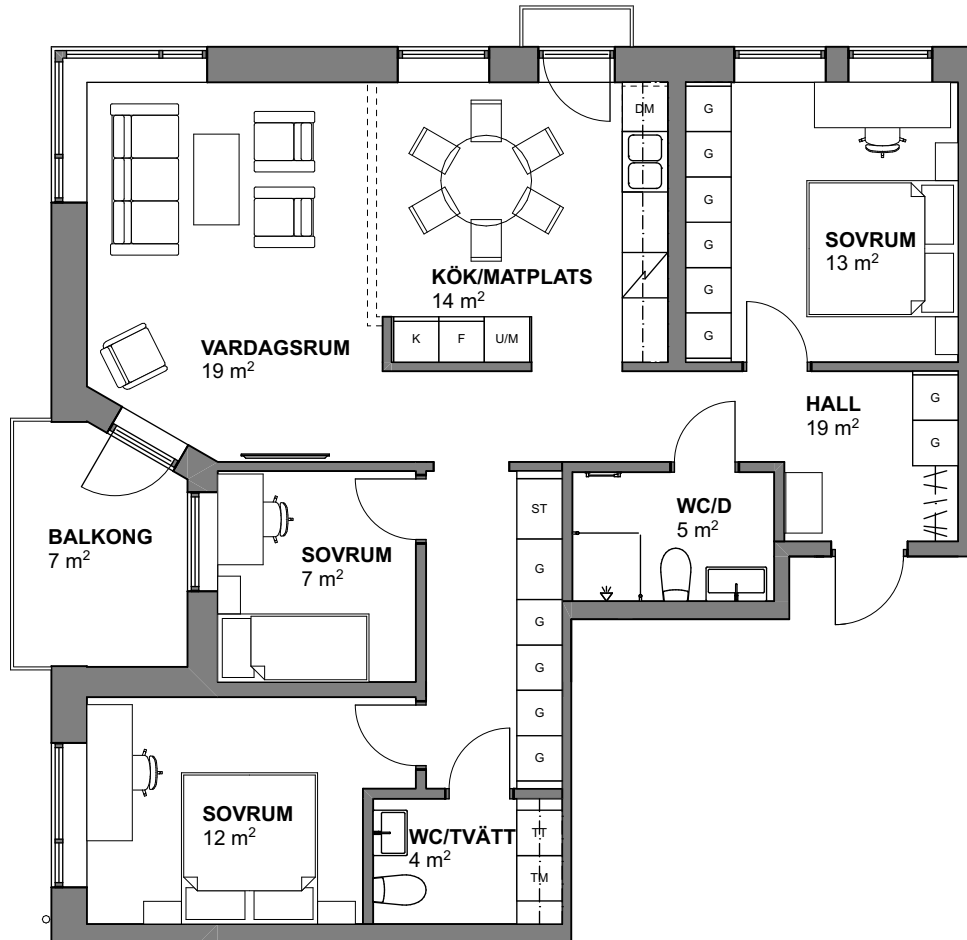 DM
G
G
G
G
G
G
SOVRUM
13 m²
KÖK/MATPLATS
14 m²
K
F
U/M
VARDAGSRUM
19 m²
HALL
19 m²
G
G
WC/D
5 m²
ST
G
G
G
G
G
BALKONG
7 m²
SOVRUM
7 m²
SOVRUM
12 m²
WC/TVÄTT
4 m²
TT
TM